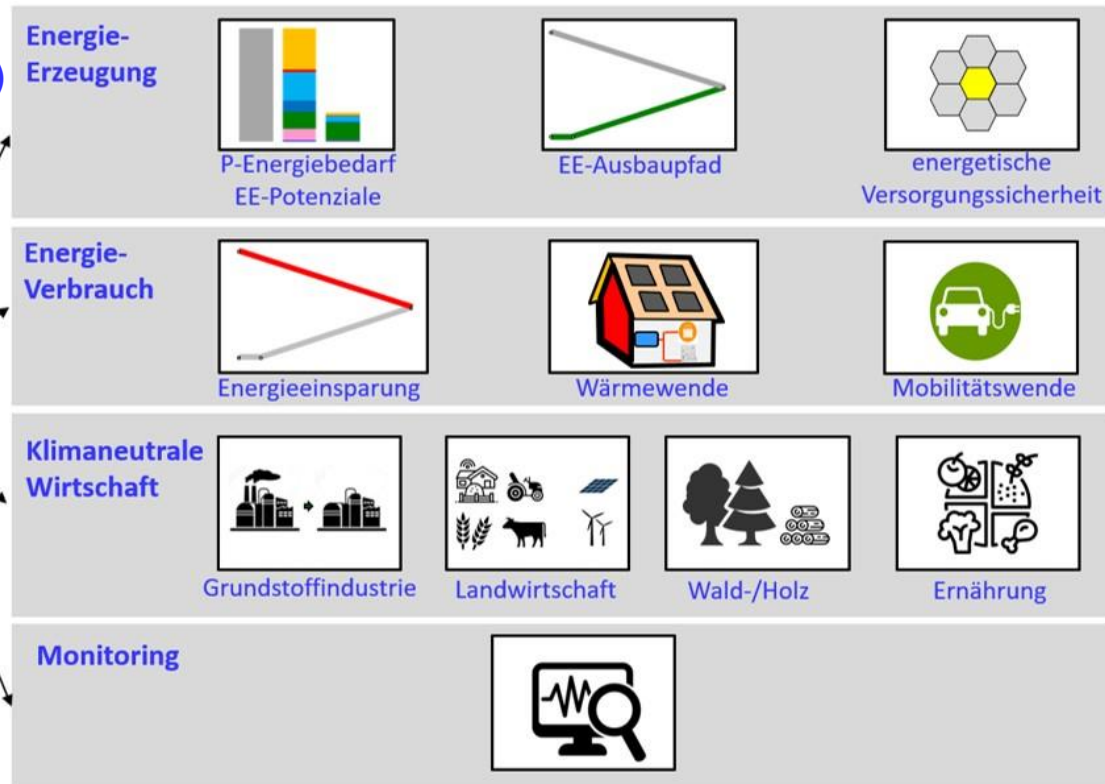 Energie-
Erzeugung
P-Energiebedarf
EE-Potenziale
EE-Ausbaupfad
energetische
Versorgungssicherheit
Energie-
Verbrauch
Energieeinsparung
Wärmewende
Mobilitätswende
Klimaneutrale
Wirtschaft
Grundstoffindustrie
Landwirtschaft
Wald-/Holz
Ernährung
Monitoring